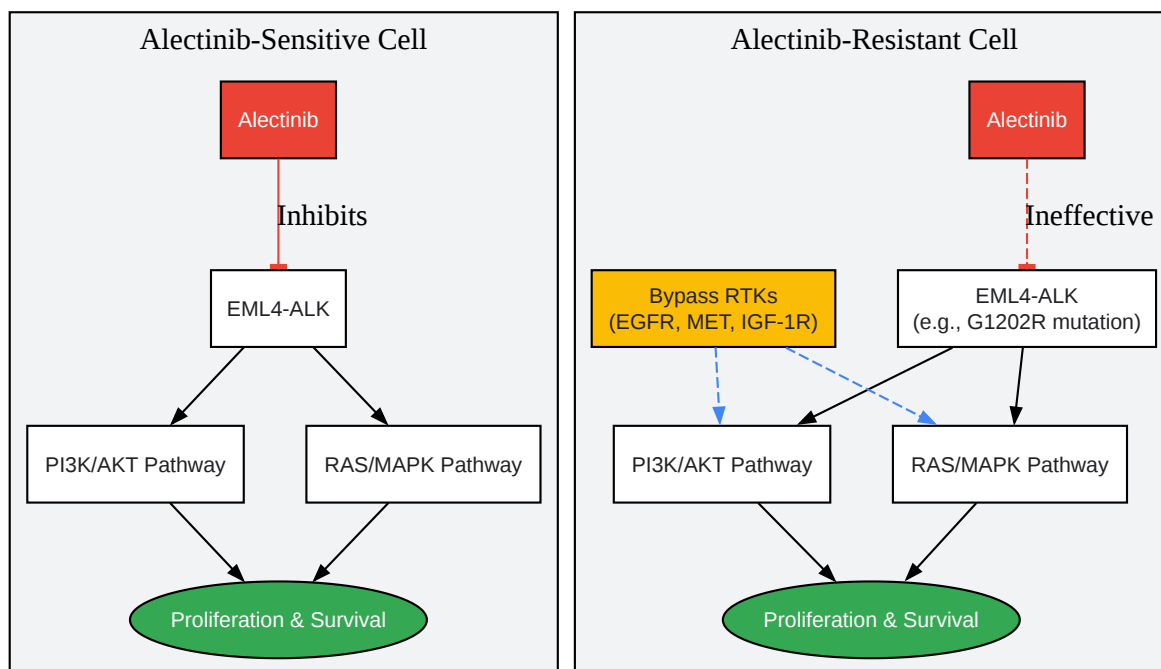 Alectinib-Sensitive Cell
Alectinib
Inhibits
EML4-ALK
PI3K/AKT Pathway
RAS/MAPK Pathway
Proliferation & Survival
Alectinib-Resistant Cell
Alectinib
Ineffective
Bypass RTKs
(EGFR, MET, IGF-1R)
EML4-ALK
(e.g., G1202R mutation)
PI3K/AKT Pathway
RAS/MAPK Pathway
Proliferation & Survival